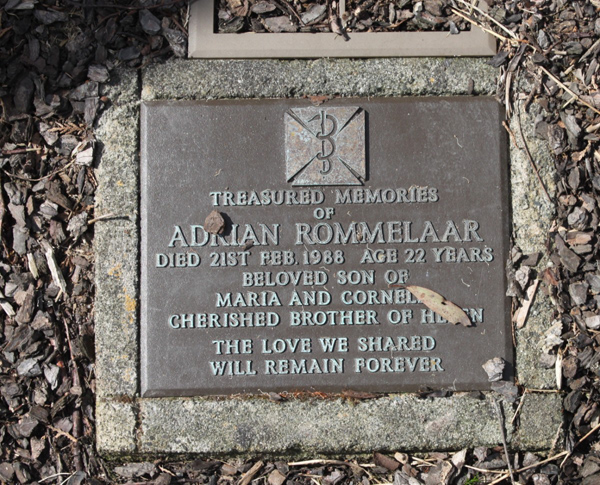 TREASURED MEMORIES
OF
ADRIAN ROMMELAAR
DIED 21ST FEB. 1988 AGE 22 YEARS
BELOVED SON OF
MARIA AND
CHERISHED BROTHER OF
THE LOVE WE SHARED
WILL REMAIN FOREVER